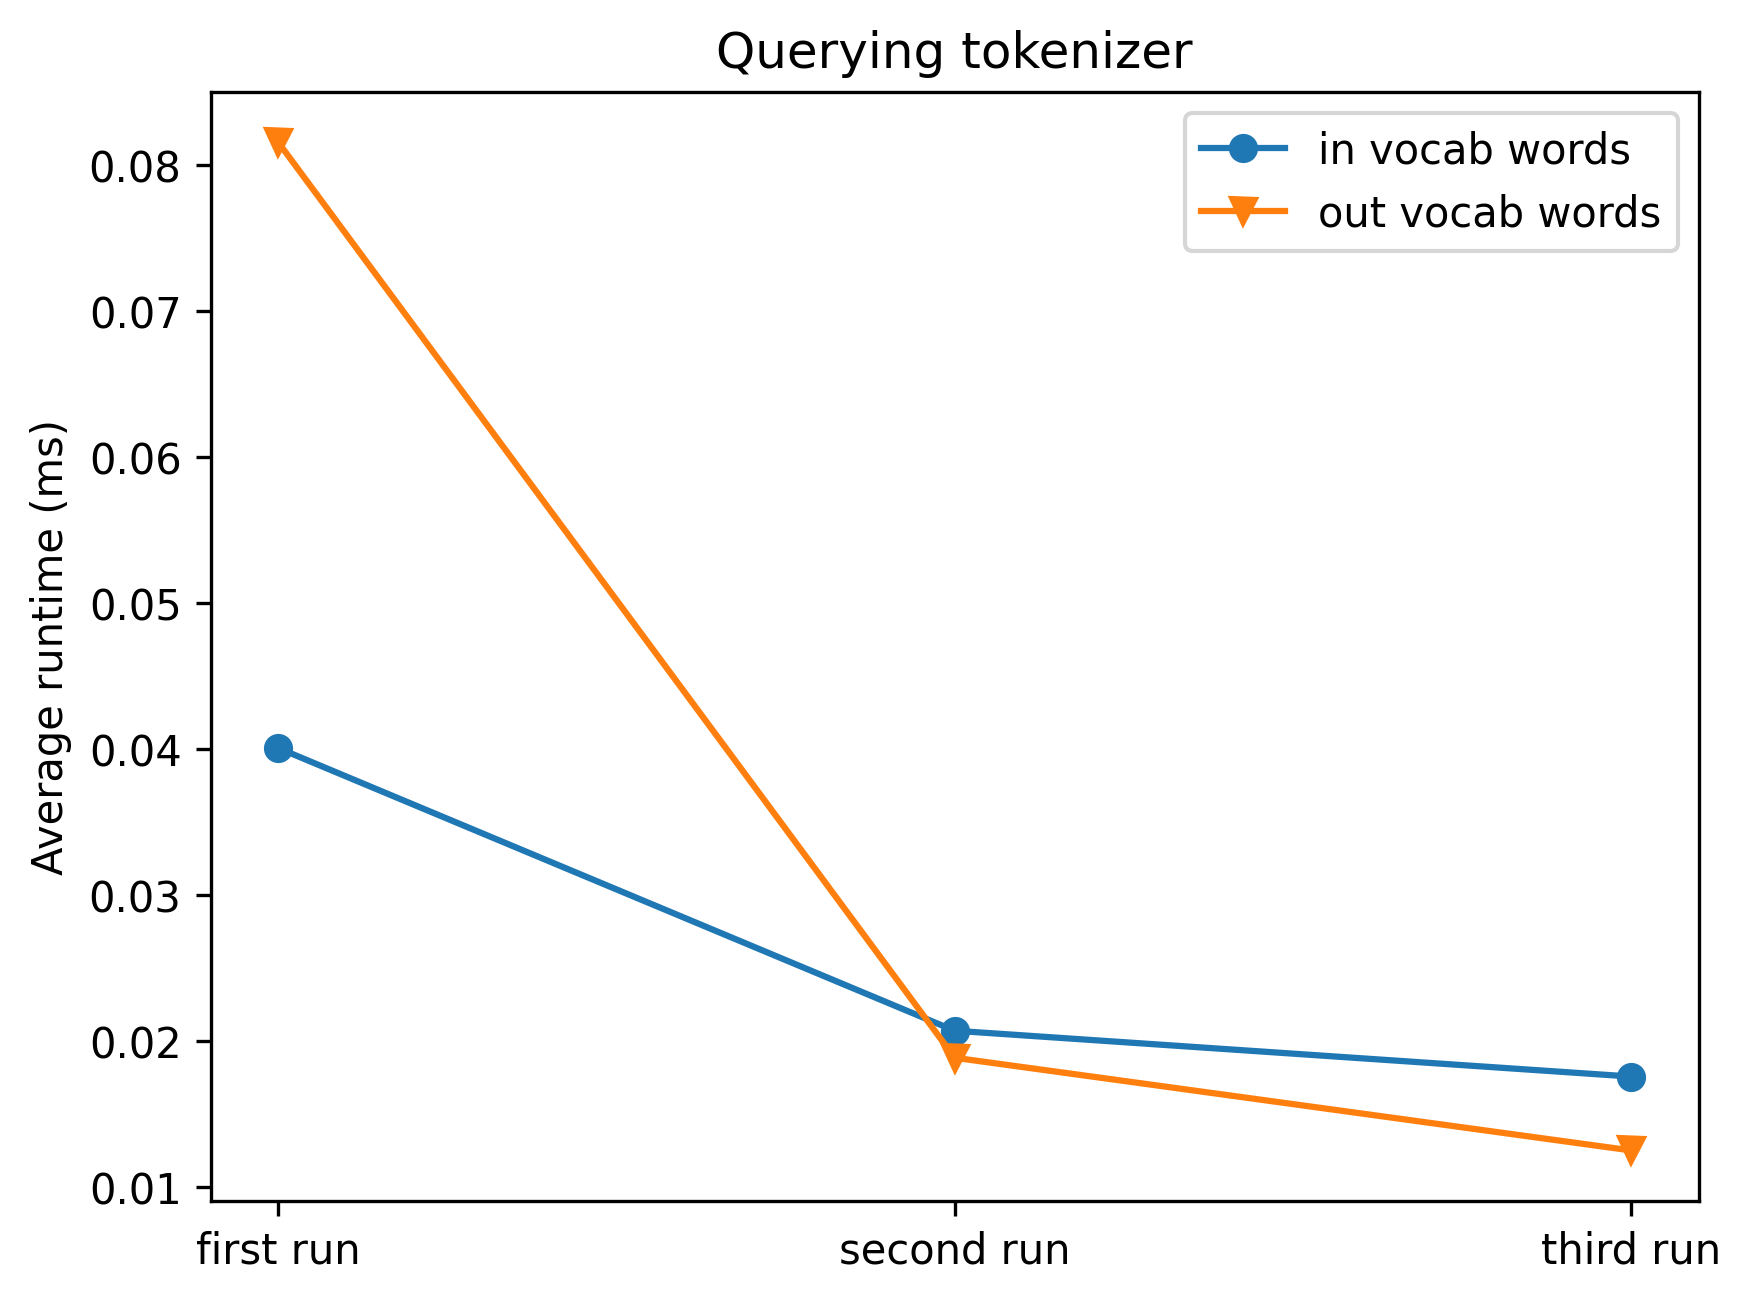 Querying tokenizer
in vocab words
out vocab words
Average runtime (ms)
0.08
0.07
0.06
0.05
0.04
0.03
0.02
0.01
first run
second run
third run